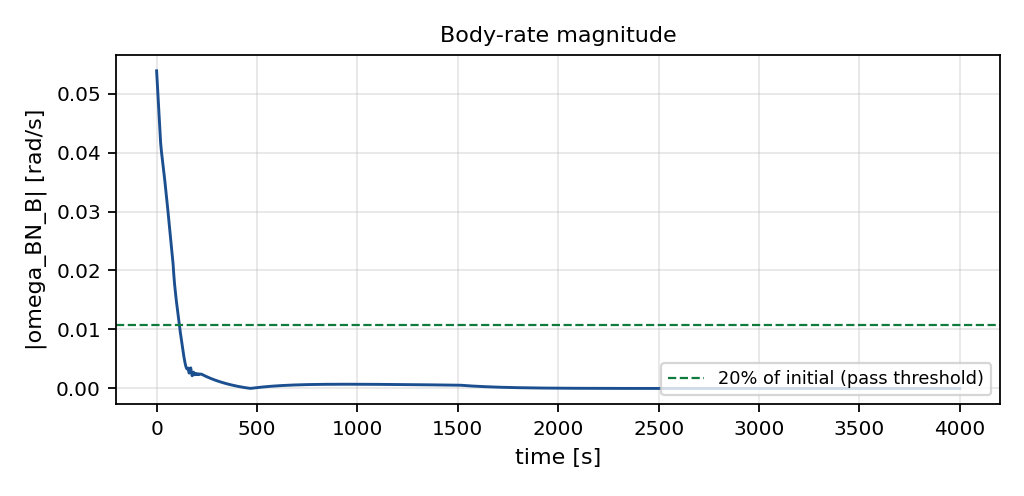 Body-rate magnitude
|omega_BN_B| [rad/s]
0.05
0.04
0.03
0.02
0.01
0.00
20% of initial (pass threshold)
0 500 1000 1500 2000 2500 3000 3500 4000
time [s]